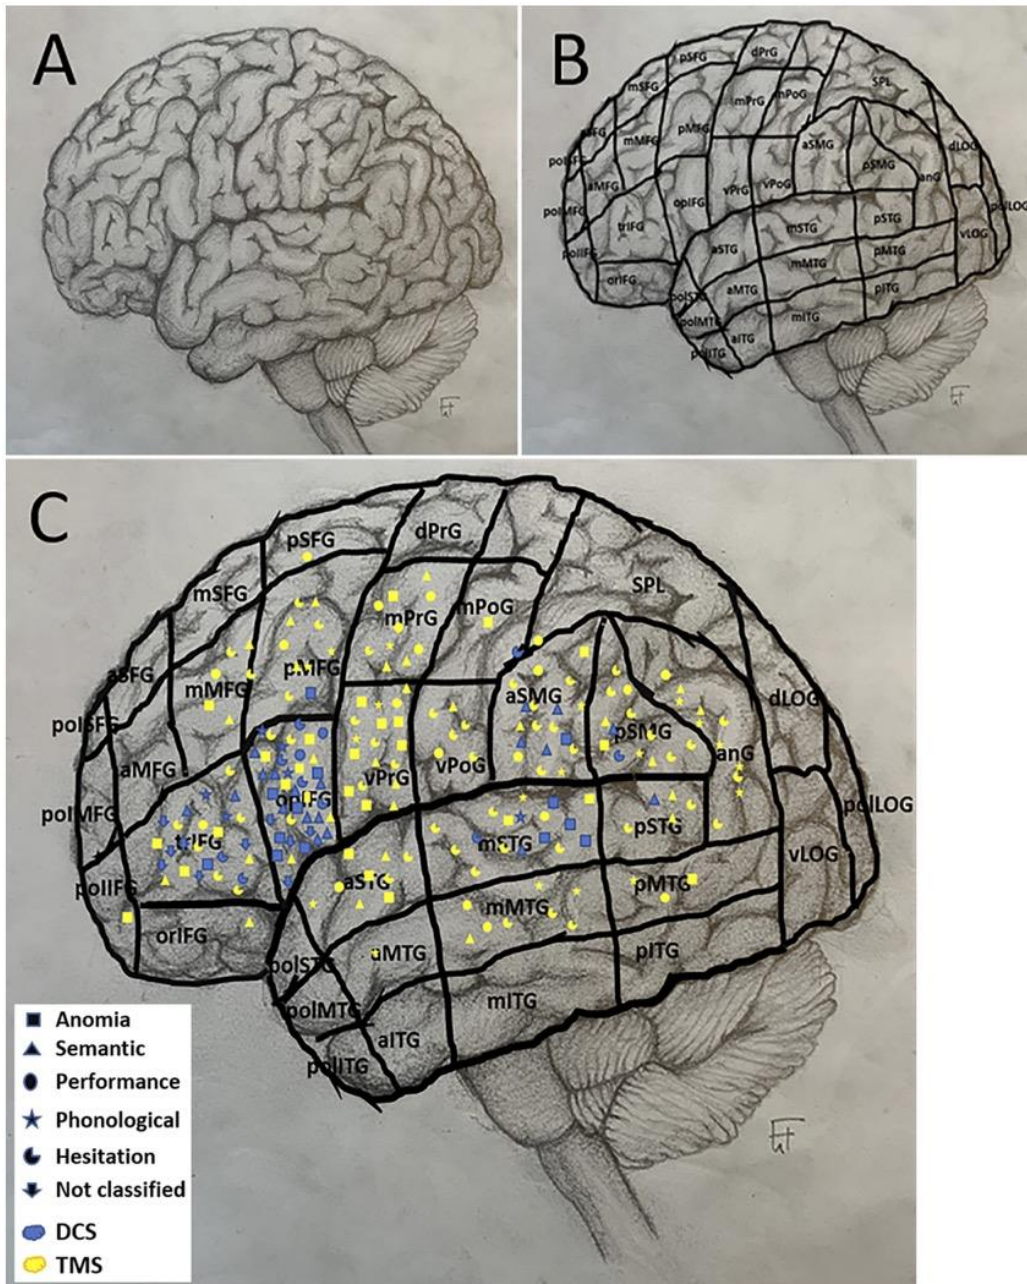 A
B
pSFG
dPrG
mSFG
mPrG
mPoG
SPL
aSFG
mMFG
pMFG
aSMG
pSMG
dLOG
polSFG
aMFG
anG
polMFG
opIFG
vPrG
vPoG
polLOG
trIFG
mSTG
pSTG
vLOG
polIFG
aSTG
mMTG
pMTG
orIFG
polSTG
aMTG
pITG
polMTG
mITG
polITG
aITG
C
pSFG
dPrG
mSFG
SPL
mPrG
mPoG
aSFG
mMFG
pMFG
aSMG
polSFG
pSMG
dLOG
aMFG
anG
vPrG
vPoG
polMFG
opIFG
polLOG
trIFG
mSTG
pSTG
vLOG
polIFG
aSTG
pMTG
mMTG
orIFG
aMTG
pITG
polSTG
mITG
polMTG
aITG
polITG
Anomia
Semantic
Performance
Phonological
Hesitation
Not classified
DCS
TMS